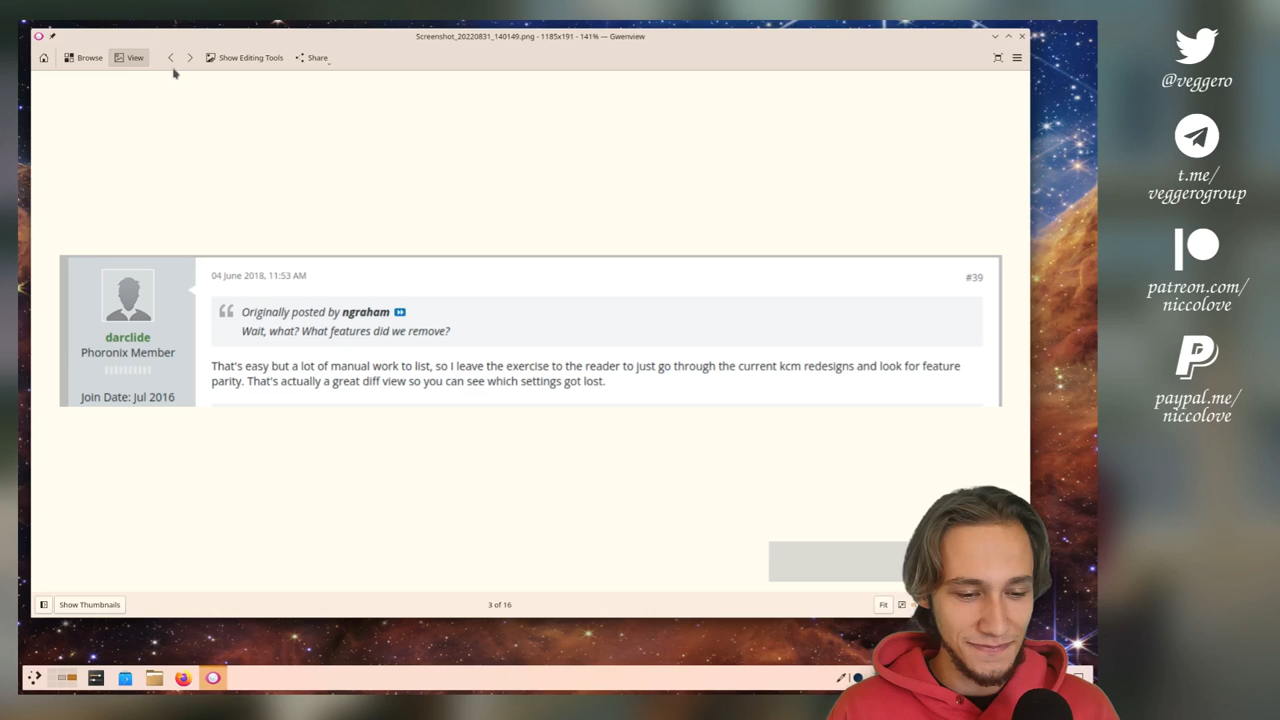 Screenshot_20220831_140149.png - 1185x191 - 141% — Gwenview
Browse
View
Show Editing Tools
Share
04 June 2018, 11:53 AM
#39
Originally posted by ngraham
Wait, what? What features did we remove?
darclide
Phoronix Member
Join Date: Jul 2016
That's easy but a lot of manual work to list, so I leave the exercise to the reader to just go through the current kcm redesigns and look for feature
parity. That's actually a great diff view so you can see which settings got lost.
Show Thumbnails
3 of 16
Fit
@veggero
t.me/
veggerogroup
patreon.com/
niccolove
paypal.me/
niccolove